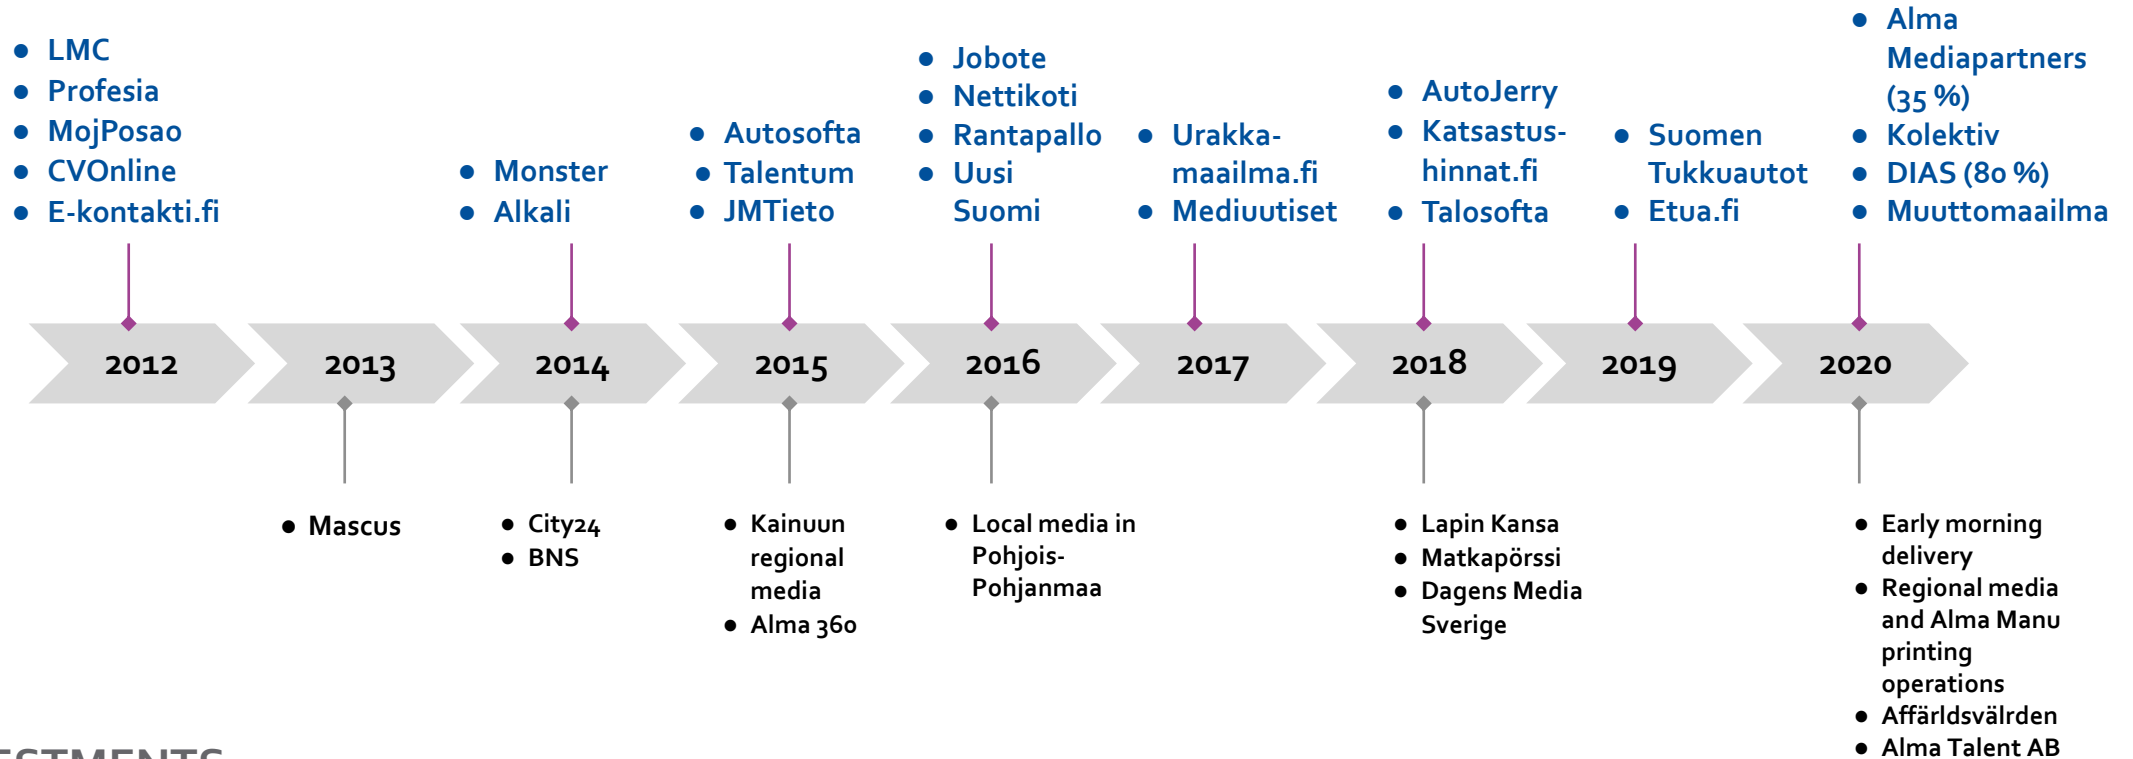 • LMC
• Profesia
• MojPosao
• CVOnline
• E-kontakti.fi
• Monster
• Alkali
• Autosofta
• Talentum
• JMTieto
• Jobote
• Nettikoti
• Rantapallo
• Uusi
Suomi
• Urakka-
maailma.fi
• Mediuutiset
• AutoJerry
• Katsastus-
hinnat.fi
• Talosofta
• Suomen
Tukkuautot
• Etua.fi
• Alma
Mediapartners
(35 %)
• Kolektiv
• DIAS (80 %)
• Muuttomaailma
2012
2013
2014
2015
2016
2017
2018
2019
2020
• Mascus
• City24
• BNS
• Kainuun
regional
media
• Alma 360
• Local media in
Pohjois-
Pohjanmaa
• Lapin Kansa
• Matkapörssi
• Dagens Media
Sverige
• Early morning
delivery
• Regional media
and Alma Manu
printing
operations
• Affärldsvälrden
• Alma Talent AB